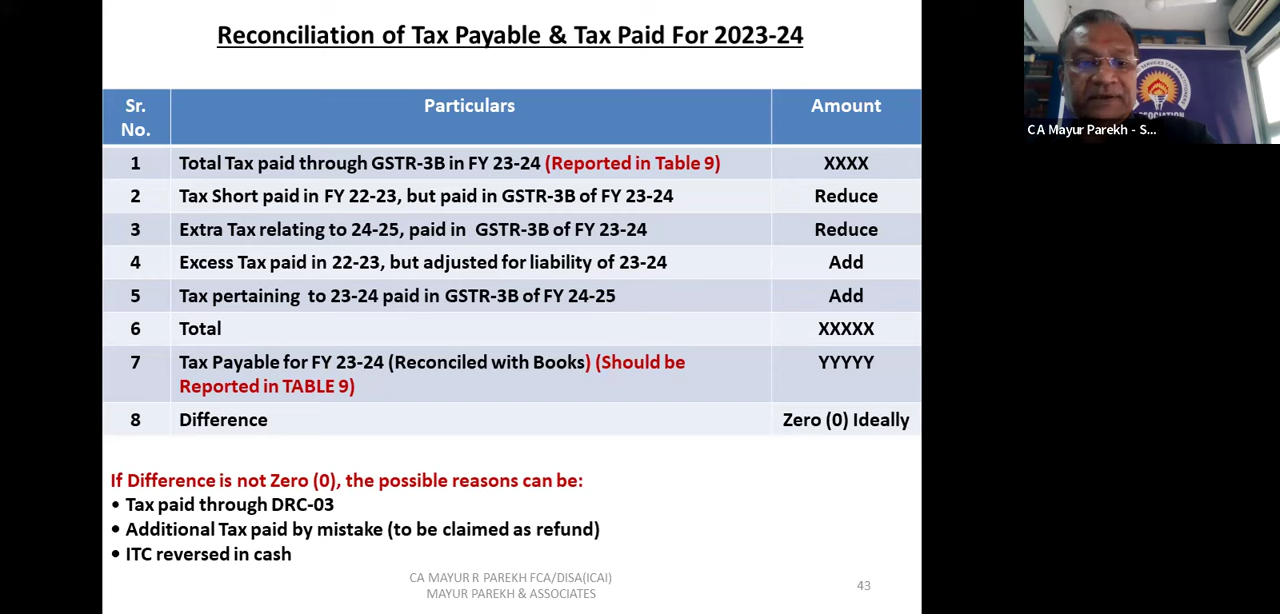 Reconciliation of Tax Payable & Tax Paid For 2023-24
Sr. No. Particulars Amount
1 Total Tax paid through GSTR-3B in FY 23-24 (Reported in Table 9) XXXX
2 Tax Short paid in FY 22-23, but paid in GSTR-3B of FY 23-24 Reduce
3 Extra Tax relating to 24-25, paid in GSTR-3B of FY 23-24 Reduce
4 Excess Tax paid in 22-23, but adjusted for liability of 23-24 Add
5 Tax pertaining to 23-24 paid in GSTR-3B of FY 24-25 Add
6 Total XXXXX
7 Tax Payable for FY 23-24 (Reconciled with Books) (Should be YYYYY
Reported in TABLE 9)
8 Difference Zero (0) Ideally
If Difference is not Zero (0), the possible reasons can be:
• Tax paid through DRC-03
• Additional Tax paid by mistake (to be claimed as refund)
• ITC reversed in cash
CA MAYUR R PAREKH FCA/DISA(ICAI)
MAYUR PAREKH & ASSOCIATES
43
SERVICES TAX PRACTITIONERS'
CA Mayur Parekh - S...